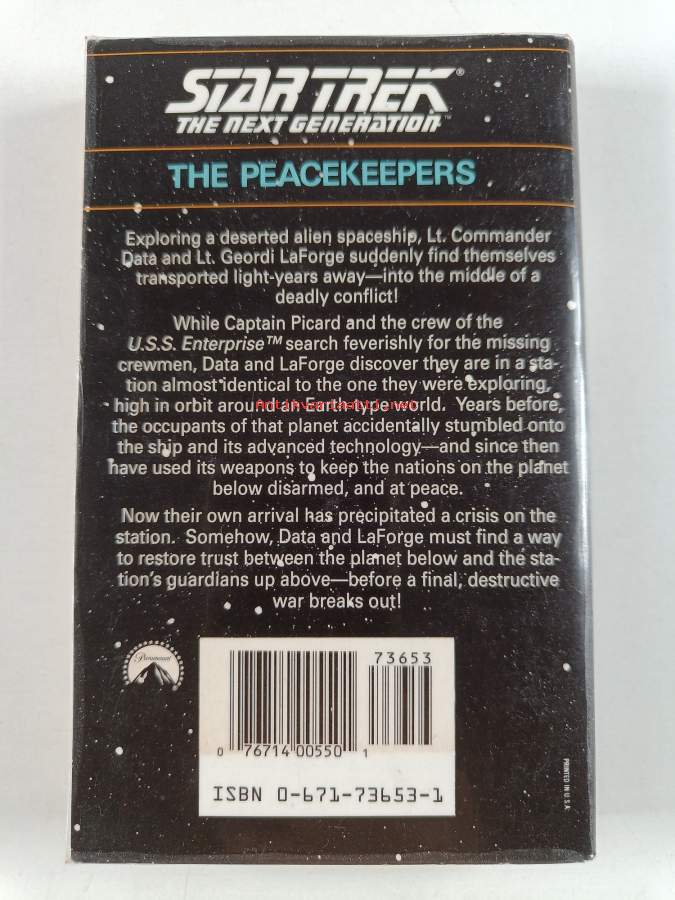 STAR TREK®
THE NEXT GENERATION™
THE PEACEKEEPERS
Exploring a deserted alien spaceship, Lt. Commander
Data and Lt. Geordi LaForge suddenly find themselves
transported light-years away—into the middle of a
deadly conflict!
While Captain Picard and the crew of the
U.S.S. Enterprise™ search feverishly for the missing
crewmen, Data and LaForge discover they are in a sta-
tion almost identical to the one they were exploring,
high in orbit around an Earth-type world. Years before,
the occupants of that planet accidentally stumbled onto
the ship and its advanced technology—and since then
have used its weapons to keep the nations on the planet
below disarmed, and at peace.
Now their own arrival has precipitated a crisis on the
station. Somehow, Data and LaForge must find a way
to restore trust between the planet below and the sta-
tion's guardians up above—before a final, destructive
war breaks out!
Paramount
73653
0 76714 00550 1
ISBN 0-671-73653-1
PRINTED IN U.S.A.